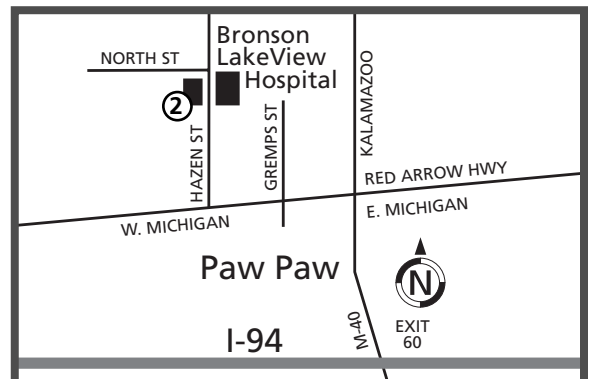 Bronson
LakeView
Hospital
NORTH ST
2
HAZEN ST
GREMPS ST
KALAMAZOO
RED ARROW HWY
W. MICHIGAN
E. MICHIGAN
Paw Paw
N
M-40
EXIT
60
I-94